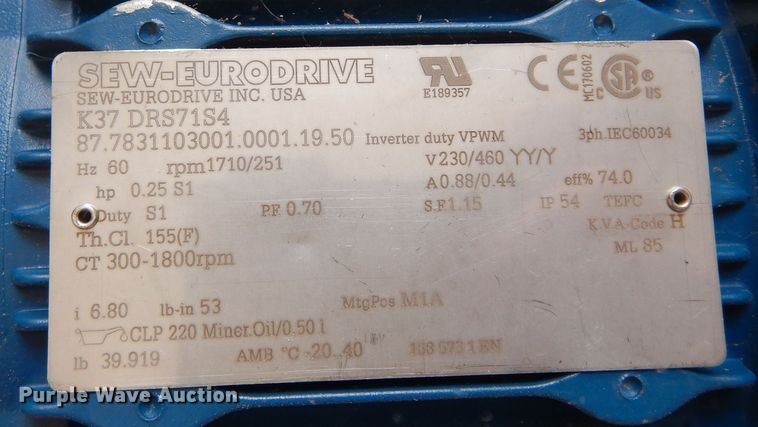 SEW-EURODRIVE
SEW-EURODRIVE INC. USA
E189357
CE MC170602 SA ® C US
K37 DRS71S4
87.7831103001.0001.19.50 Inverter duty VPWM 3ph.IEC60034
Hz 60 rpm1710/251 V230/460 YY/Y
hp 0.25 S1 A0.88/0.44 eff% 74.0
Duty S1 P.F 0.70 S.F.1.15 IP 54 TEFC
Th.Cl. 155(F) K.V.A-Code H
CT 300-1800rpm ML 85
i 6.80 lb-in 53 MtgPos M1A
CLP 220 Miner.Oil/0.50 l
lb 39.919 AMB °C -20..40
Purple Wave Auction